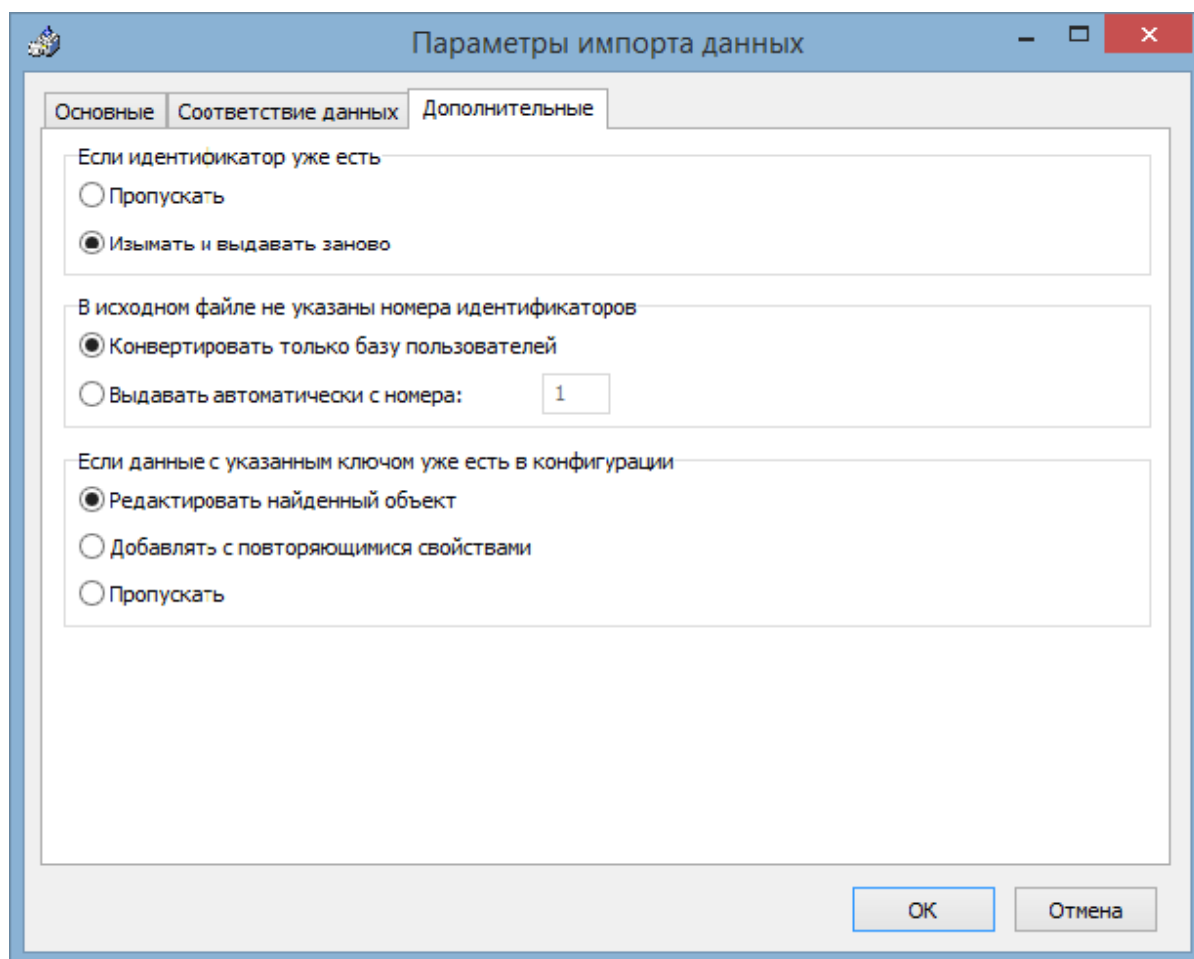 Параметры импорта данных
Основные Соответствие данных Дополнительные
Если идентификатор уже есть
Пропускать
Изымать и выдавать заново
В исходном файле не указаны номера идентификаторов
Конвертировать только базу пользователей
Выдавать автоматически с номера: 1
Если данные с указанным ключом уже есть в конфигурации
Редактировать найденный объект
Добавлять с повторяющимися свойствами
Пропускать
ОК Отмена